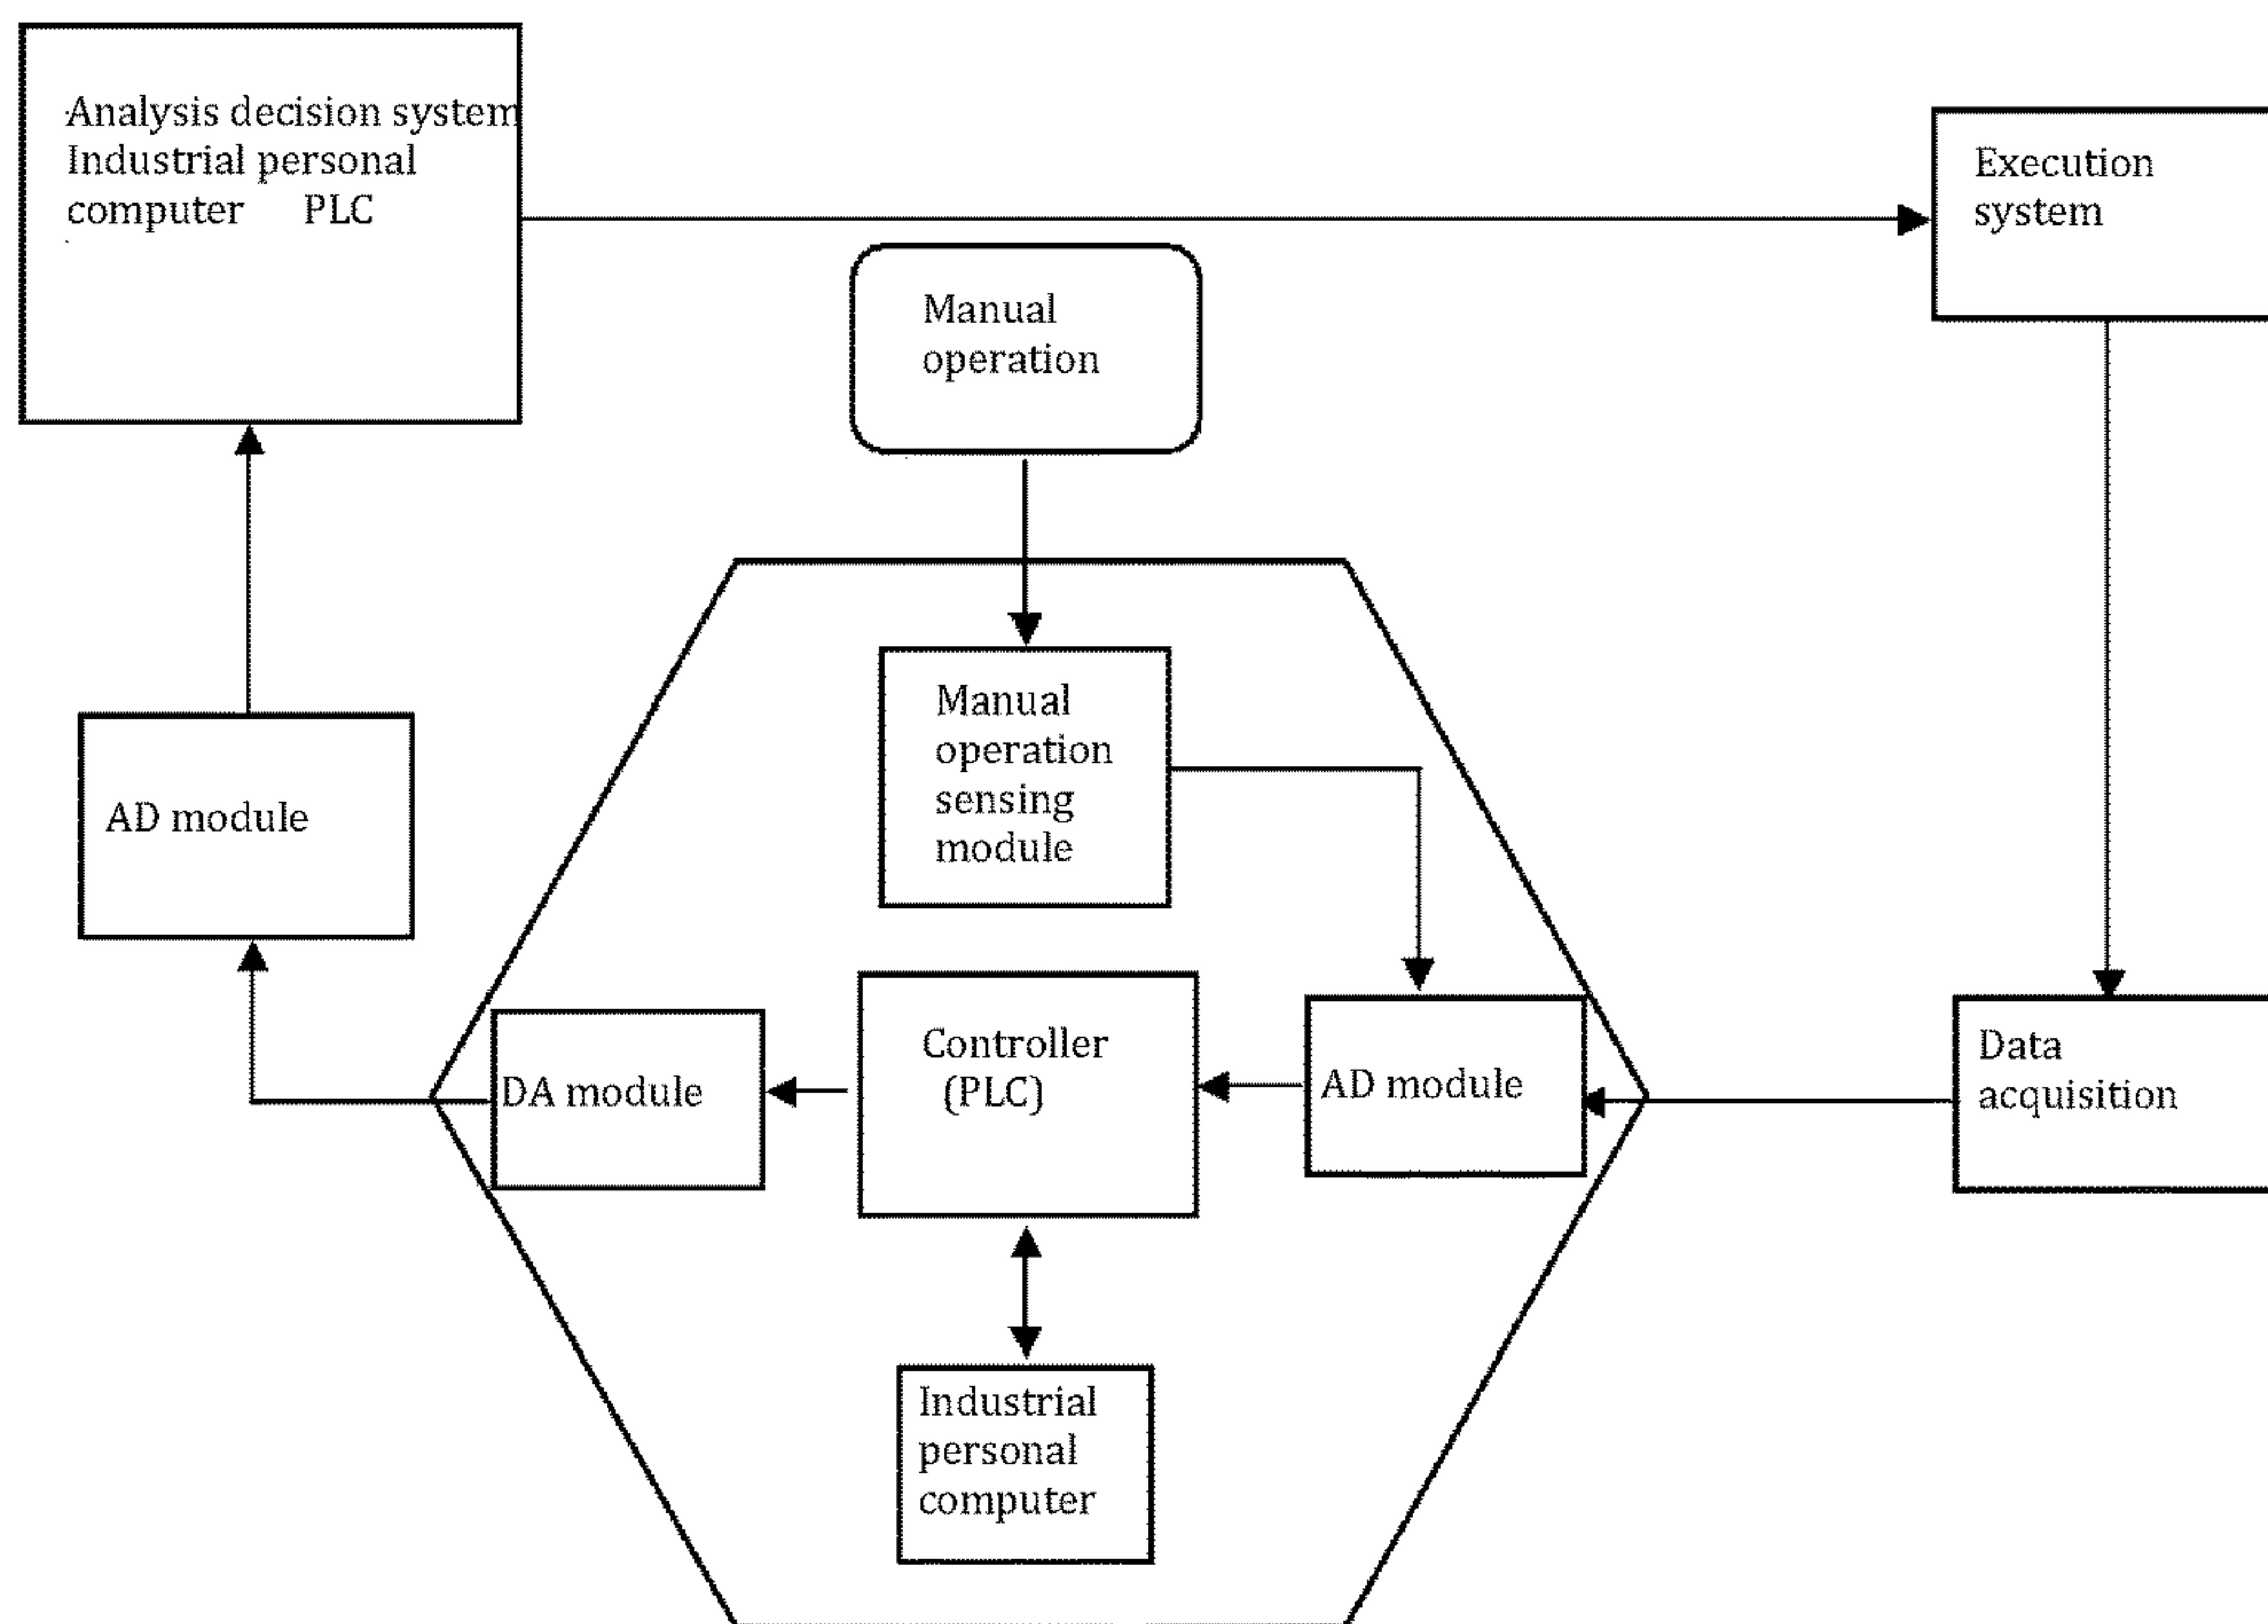 Analysis decision system
Industrial personal
computer PLC
Execution
system
Manual
operation
Manual
operation
sensing
module
AD module
DA module
Controller
(PLC)
AD module
Data
acquisition
Industrial
personal
computer